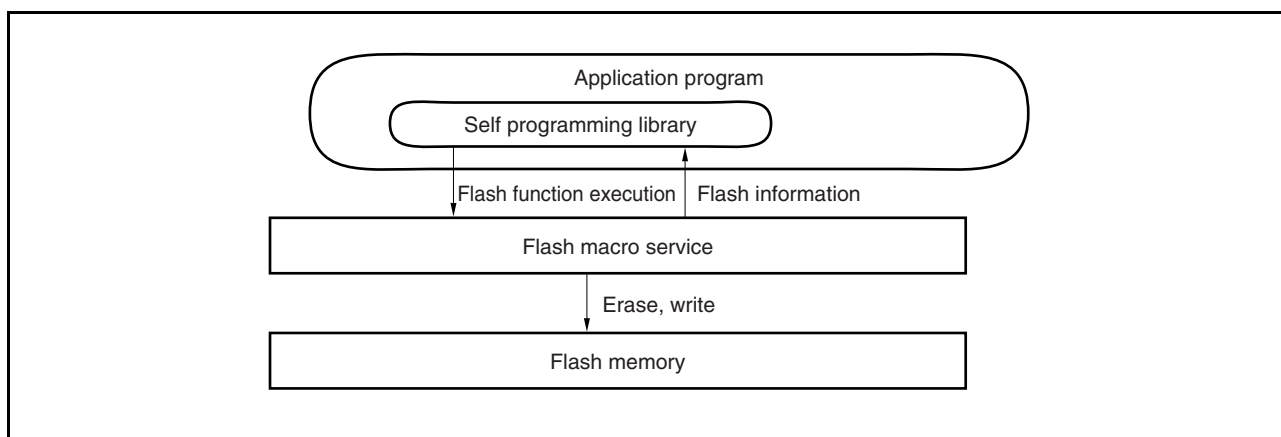 Application program
Self programming library
Flash function execution
Flash information
Flash macro service
Erase, write
Flash memory